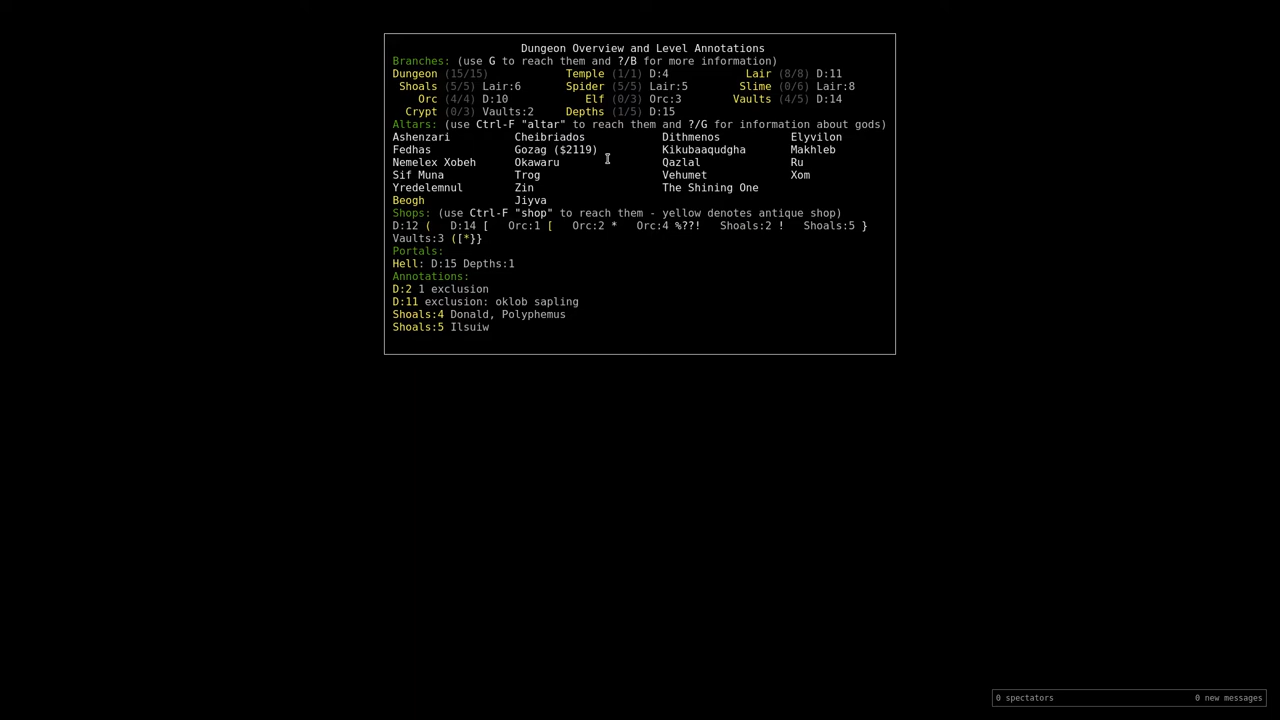 Dungeon Overview and Level Annotations
Branches: (use G to reach them and ?/B for more information)
Dungeon (15/15) Temple (1/1) D:4 Lair (8/8) D:11
Shoals (5/5) Lair:6 Spider (5/5) Lair:5 Slime (0/6) Lair:8
Orc (4/4) D:10 Elf (0/3) Orc:3 Vaults (4/5) D:14
Crypt (0/3) Vaults:2 Depths (1/5) D:15
Altars: (use Ctrl-F "altar" to reach them and ?/G for information about gods)
Ashenzari Cheibriados Dithmenos Elyvilon
Fedhas Gozag ($2119) Kikubaaqudgha Makhleb
Nemelex Xobeh Okawaru Qazlal Ru
Sif Muna Trog Vehumet Xom
Yredelemnul Zin The Shining One
Beogh Jiyva
Shops: (use Ctrl-F "shop" to reach them - yellow denotes antique shop)
D:12 ( D:14 [ Orc:1 [ Orc:2 * Orc:4 %??! Shoals:2 ! Shoals:5 }
Vaults:3 ([*}}
Portals:
Hell: D:15 Depths:1
Annotations:
D:2 1 exclusion
D:11 exclusion: oklob sapling
Shoals:4 Donald, Polyphemus
Shoals:5 Ilsuiw
0 spectators 0 new messages